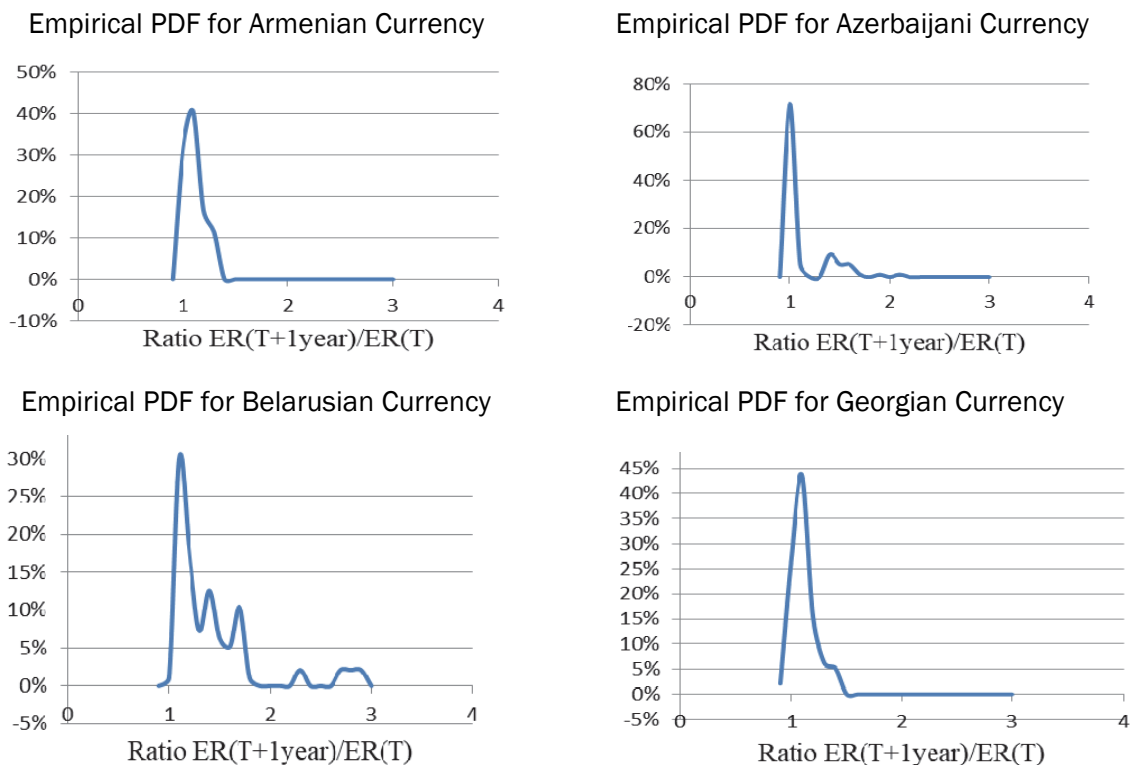 Empirical PDF for Armenian Currency
50%
40%
30%
20%
10%
0%
-10%
0 1 2 3 4
Ratio ER(T+1year)/ER(T)
Empirical PDF for Azerbaijani Currency
80%
60%
40%
20%
0%
-20%
0 1 2 3 4
Ratio ER(T+1year)/ER(T)
Empirical PDF for Belarusian Currency
30%
25%
20%
15%
10%
5%
0%
-5%
0 1 2 3 4
Ratio ER(T+1year)/ER(T)
Empirical PDF for Georgian Currency
45%
40%
35%
30%
25%
20%
15%
10%
5%
0%
-5%
0 1 2 3 4
Ratio ER(T+1year)/ER(T)